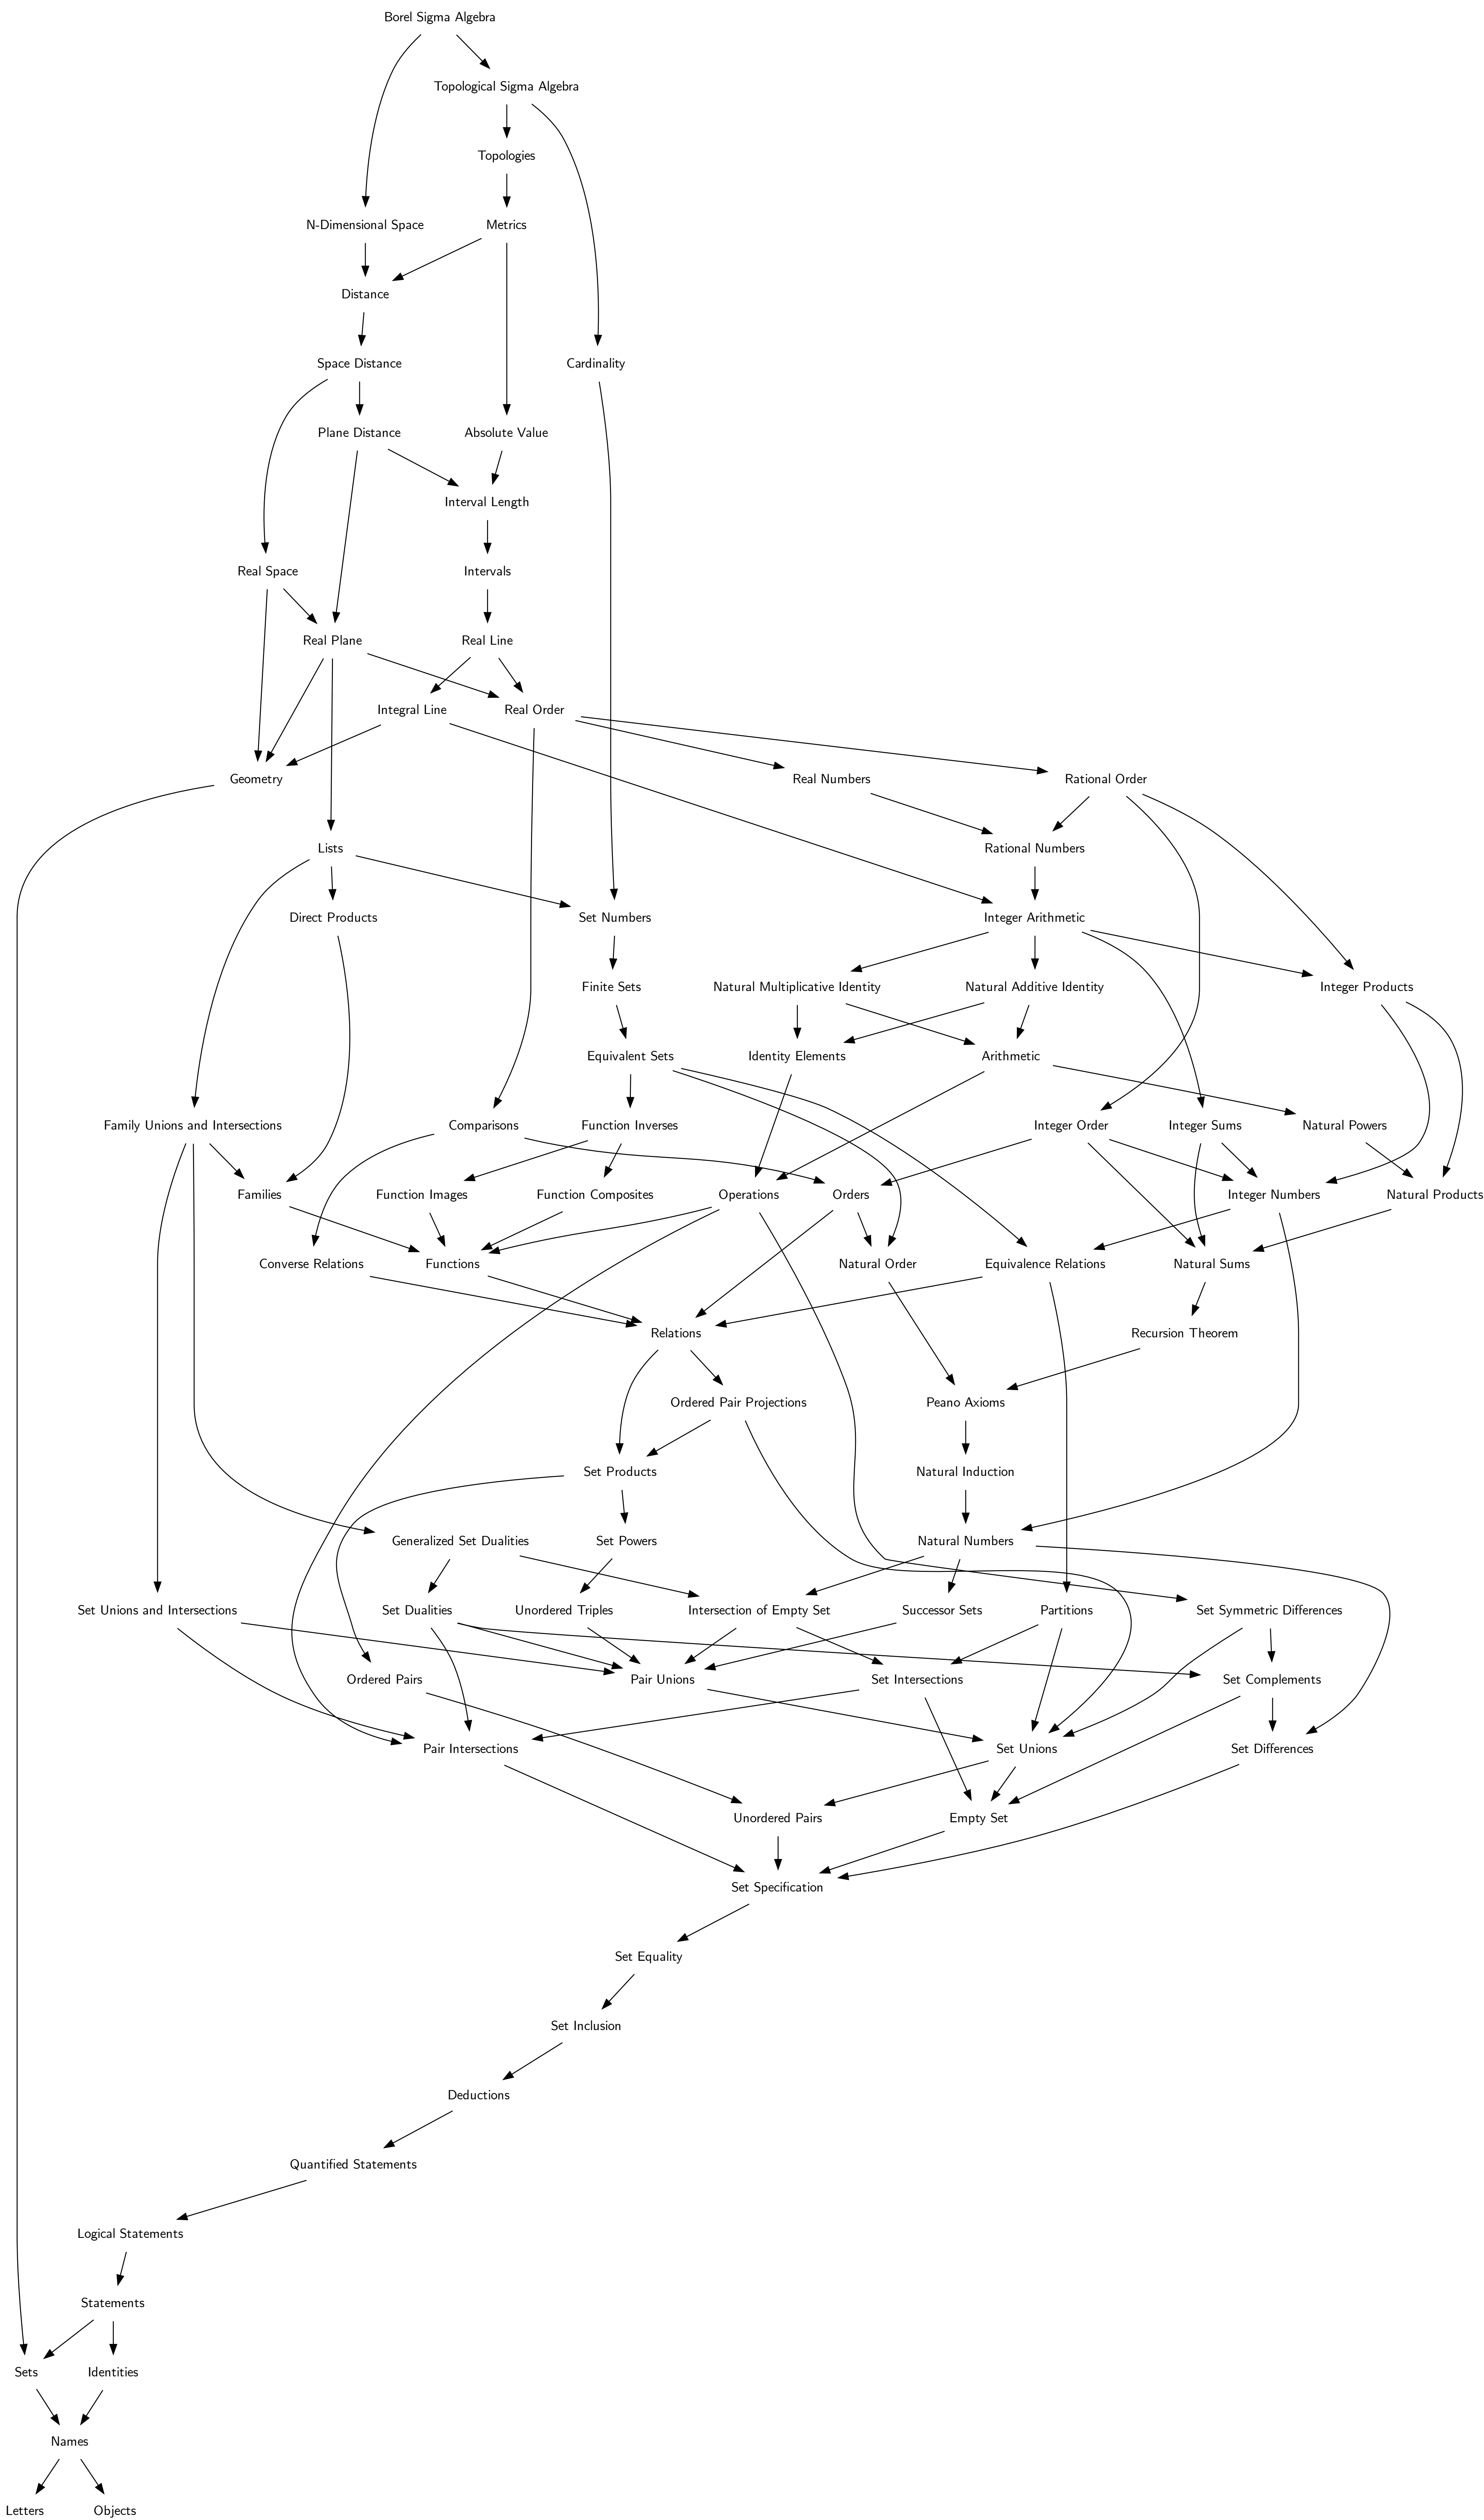 Borel Sigma Algebra
Topological Sigma Algebra
Topologies
N-Dimensional Space
Metrics
Distance
Space Distance
Cardinality
Plane Distance
Absolute Value
Interval Length
Real Space
Intervals
Real Plane
Real Line
Integral Line
Real Order
Geometry
Real Numbers
Rational Order
Lists
Rational Numbers
Direct Products
Set Numbers
Integer Arithmetic
Finite Sets
Natural Multiplicative Identity
Natural Additive Identity
Integer Products
Equivalent Sets
Identity Elements
Arithmetic
Family Unions and Intersections
Comparisons
Function Inverses
Integer Order
Integer Sums
Natural Powers
Families
Function Images
Function Composites
Operations
Orders
Integer Numbers
Natural Products
Converse Relations
Functions
Natural Order
Equivalence Relations
Natural Sums
Relations
Recursion Theorem
Ordered Pair Projections
Peano Axioms
Set Products
Natural Induction
Generalized Set Dualities
Set Powers
Natural Numbers
Set Unions and Intersections
Set Dualities
Unordered Triples
Intersection of Empty Set
Successor Sets
Partitions
Set Symmetric Differences
Ordered Pairs
Pair Unions
Set Intersections
Set Complements
Pair Intersections
Set Unions
Set Differences
Unordered Pairs
Empty Set
Set Specification
Set Equality
Set Inclusion
Deductions
Quantified Statements
Logical Statements
Statements
Sets
Identities
Names
Letters
Objects